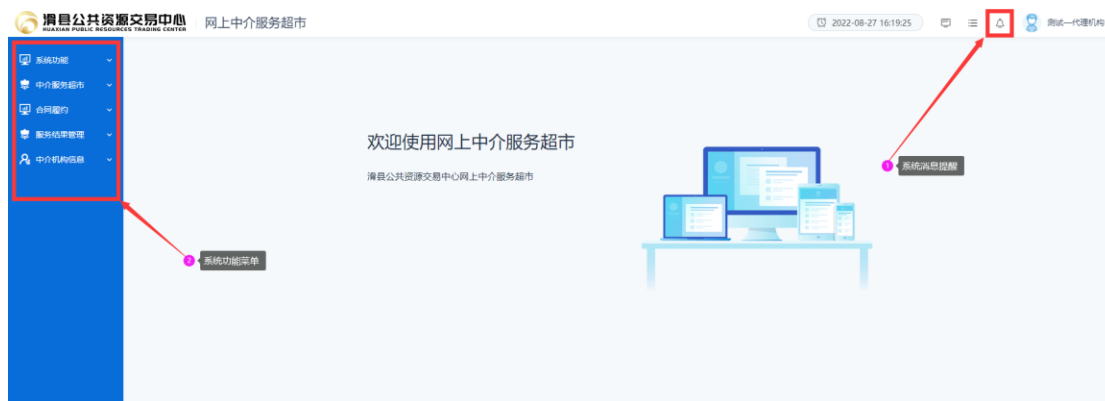 滑县公共资源交易中心 网上中介服务超市 2022-08-27 16:19:25 测试一代理机构
HUAXIAN PUBLIC RESOURCES TRADING CENTER
系统功能
中介服务超市
合同履约
服务结果管理
中介机构信息
欢迎使用网上中介服务超市
滑县公共资源交易中心网上中介服务超市
1 系统消息提醒
2 系统功能菜单